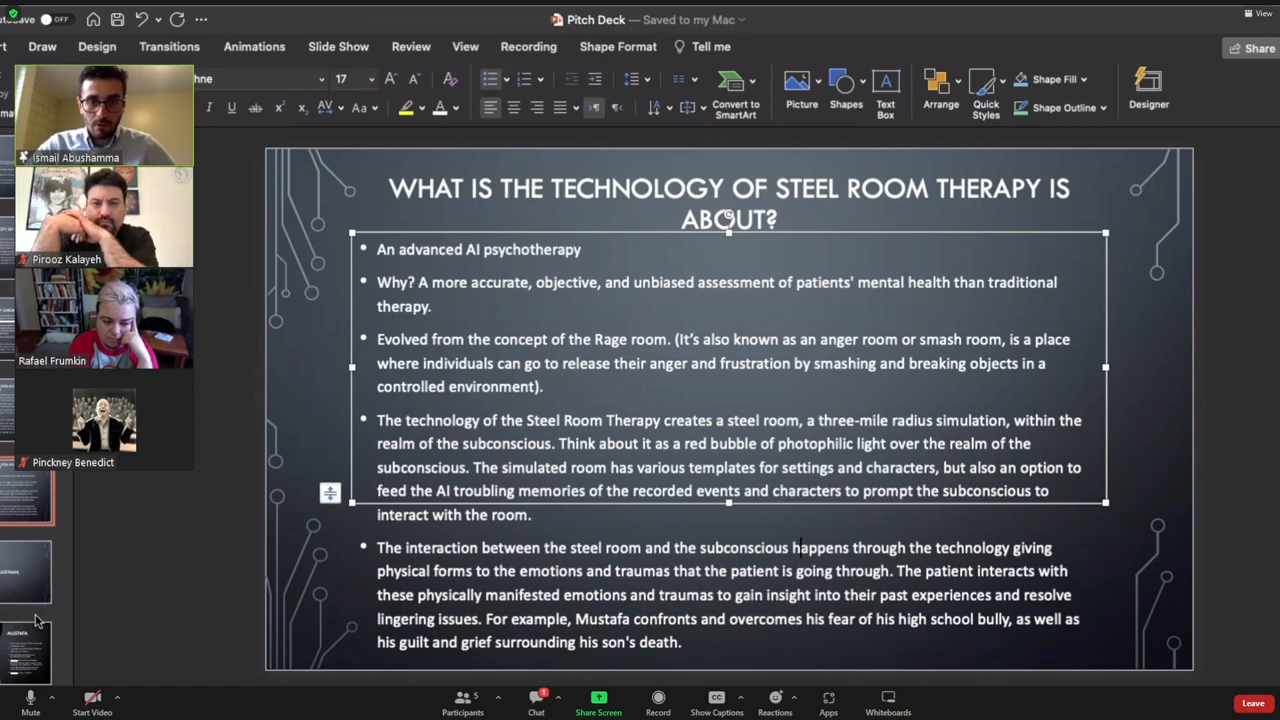 OFF
Pitch Deck — Saved to my Mac
View
Draw
Design
Transitions
Animations
Slide Show
Review
View
Recording
Shape Format
Tell me
Share
hne
17
Aa
A
Picture
Shapes
Text
Box
Convert to
SmartArt
Arrange
Quick
Styles
Shape Fill
Shape Outline
Designer
Ismail Abushamma
Pirooz Kalayeh
Rafael Frumkin
Pinckney Benedict
WHAT IS THE TECHNOLOGY OF STEEL ROOM THERAPY IS
ABOUT?
• An advanced AI psychotherapy
• Why? A more accurate, objective, and unbiased assessment of patients' mental health than traditional
therapy.
• Evolved from the concept of the Rage room. (It’s also known as an anger room or smash room, is a place
where individuals can go to release their anger and frustration by smashing and breaking objects in a
controlled environment).
• The technology of the Steel Room Therapy creates a steel room, a three-mile radius simulation, within the
realm of the subconscious. Think about it as a red bubble of photophilic light over the realm of the
subconscious. The simulated room has various templates for settings and characters, but also an option to
feed the AI troubling memories of the recorded events and characters to prompt the subconscious to
interact with the room.
• The interaction between the steel room and the subconscious happens through the technology giving
physical forms to the emotions and traumas that the patient is going through. The patient interacts with
these physically manifested emotions and traumas to gain insight into their past experiences and resolve
lingering issues. For example, Mustafa confronts and overcomes his fear of his high school bully, as well as
his guilt and grief surrounding his son's death.
MUSTAFA
Mute
Start Video
5
Participants
1
Chat
Share Screen
Record
CC
Show Captions
Reactions
Apps
Whiteboards
Leave